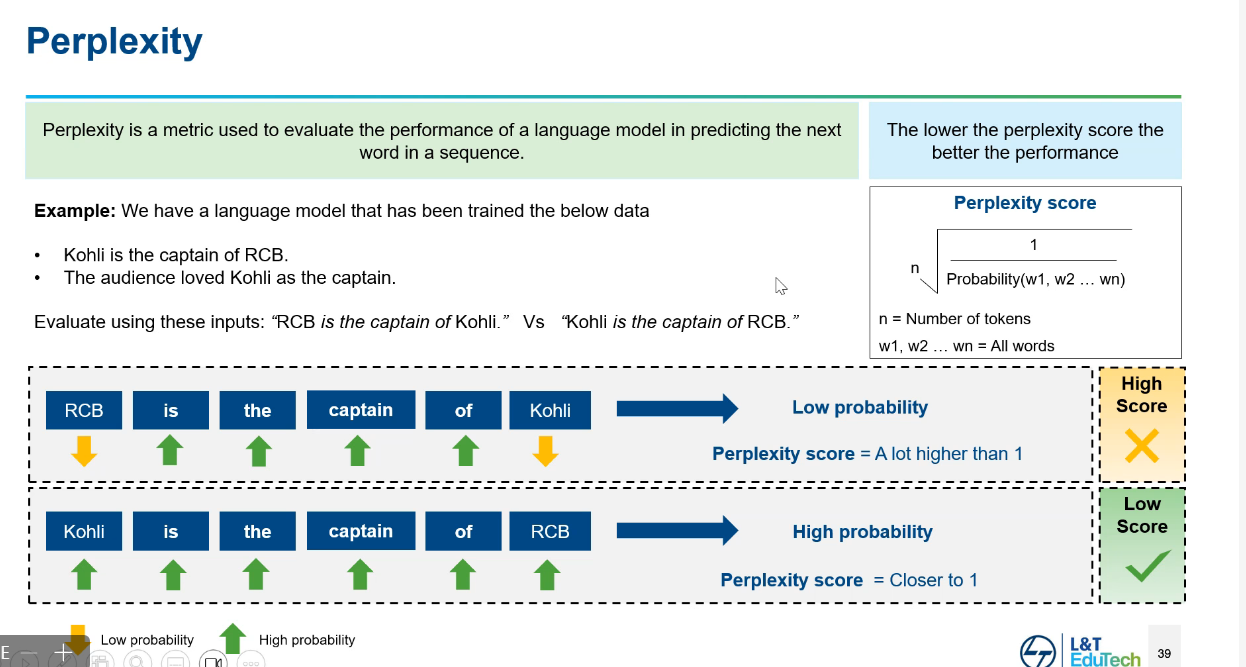 Perplexity
Perplexity is a metric used to evaluate the performance of a language model in predicting the next
word in a sequence.
The lower the perplexity score the
better the performance
Example: We have a language model that has been trained the below data
• Kohli is the captain of RCB.
• The audience loved Kohli as the captain.
Evaluate using these inputs: “RCB is the captain of Kohli.” Vs “Kohli is the captain of RCB.”
Perplexity score
n
1
Probability(w1, w2 … wn)
n = Number of tokens
w1, w2 … wn = All words
RCB is the captain of Kohli
Low probability
Perplexity score = A lot higher than 1
High
Score
Kohli is the captain of RCB
High probability
Perplexity score = Closer to 1
Low
Score
Low probability High probability
E
L&T
EduTech
39